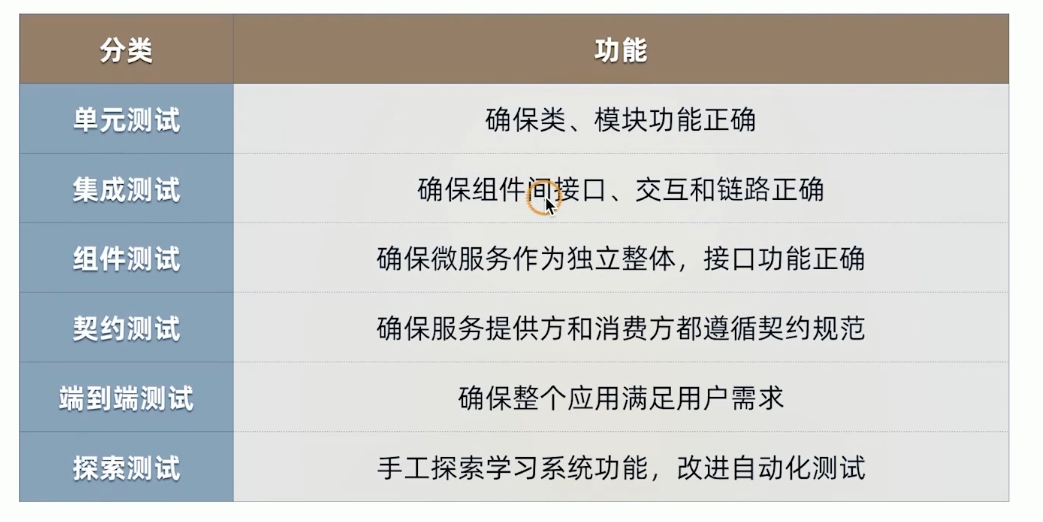 分类 功能
单元测试 确保类、模块功能正确
集成测试 确保组件间接口、交互和链路正确
组件测试 确保微服务作为独立整体，接口功能正确
契约测试 确保服务提供方和消费方都遵循契约规范
端到端测试 确保整个应用满足用户需求
探索测试 手工探索学习系统功能，改进自动化测试